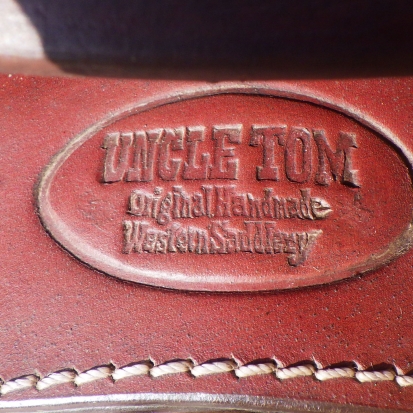 UNCLE TOM
Original Handmade
Western Saddlery